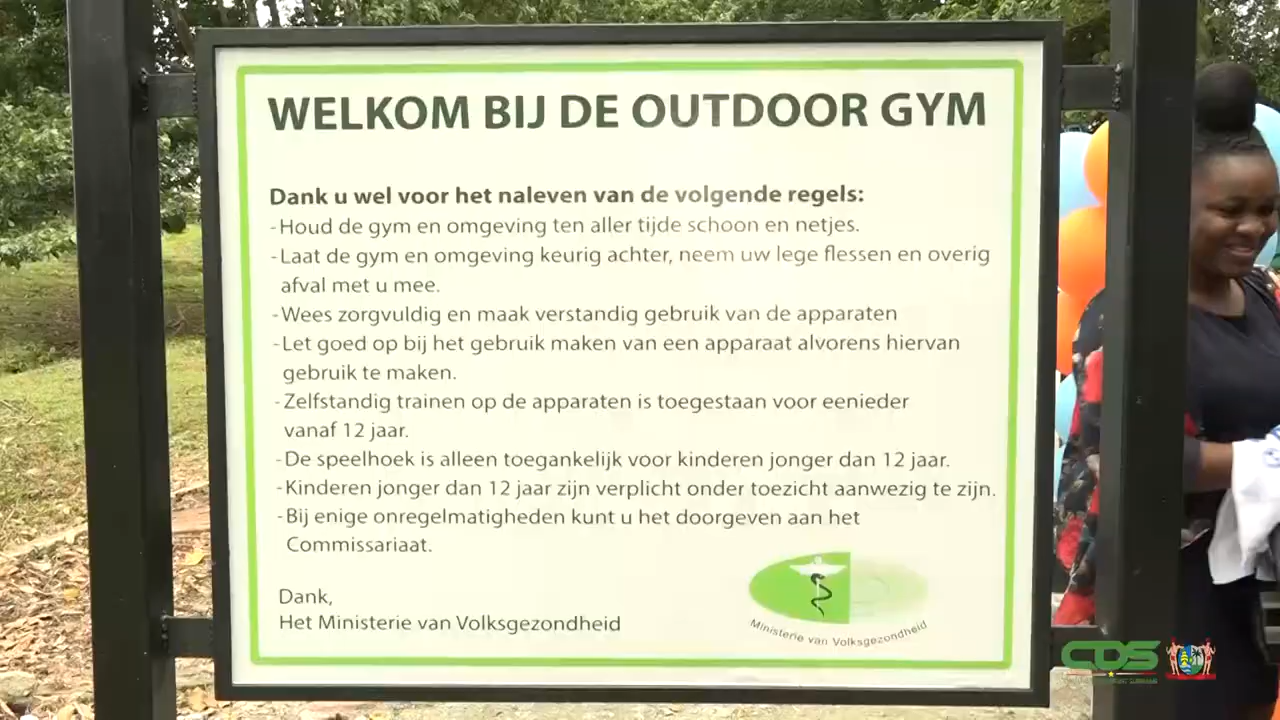 WELKOM BIJ DE OUTDOOR GYM
Dank u wel voor het naleven van de volgende regels:
-Houd de gym en omgeving ten aller tijde schoon en netjes.
-Laat de gym en omgeving keurig achter, neem uw lege flessen en overig
afval met u mee.
-Wees zorgvuldig en maak verstandig gebruik van de apparaten
-Let goed op bij het gebruik maken van een apparaat alvorens hiervan
gebruik te maken.
-Zelfstandig trainen op de apparaten is toegestaan voor eenieder
vanaf 12 jaar.
-De speelhoek is alleen toegankelijk voor kinderen jonger dan 12 jaar.
-Kinderen jonger dan 12 jaar zijn verplicht onder toezicht aanwezig te zijn.
-Bij enige onregelmatigheden kunt u het doorgeven aan het
Commissariaat.
Dank,
Het Ministerie van Volksgezondheid
Ministerie van Volksgezondheid
CDS